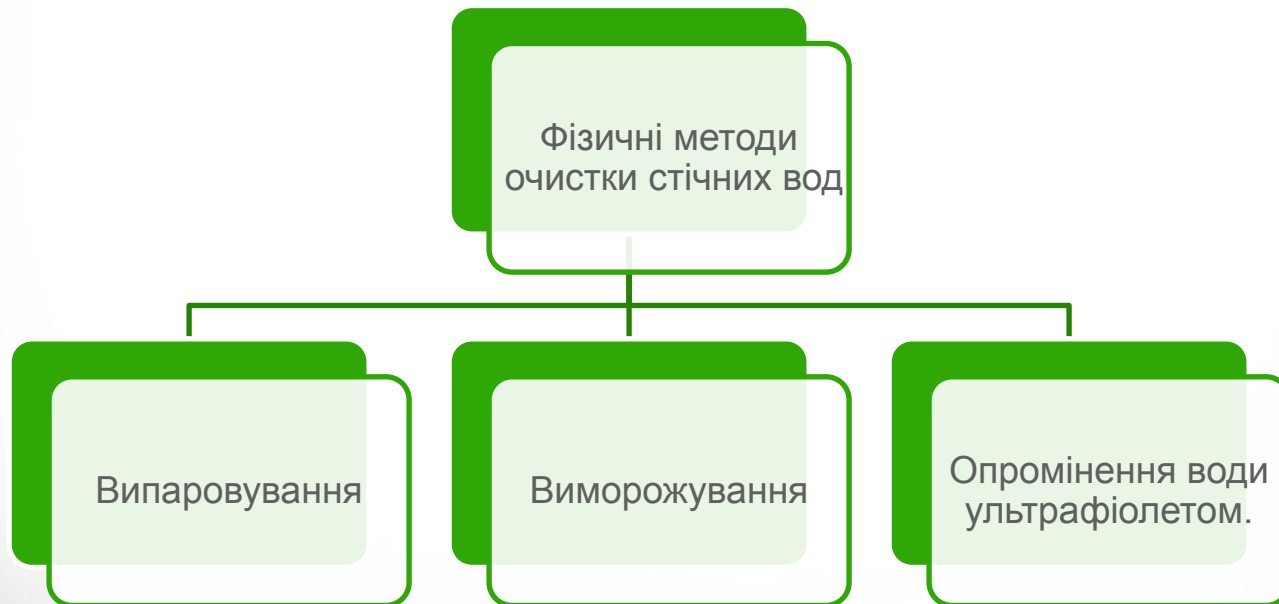 Фізичні методи
очистки стічних вод
Випаровування
Виморожування
Опромінення води
ультрафіолетом.